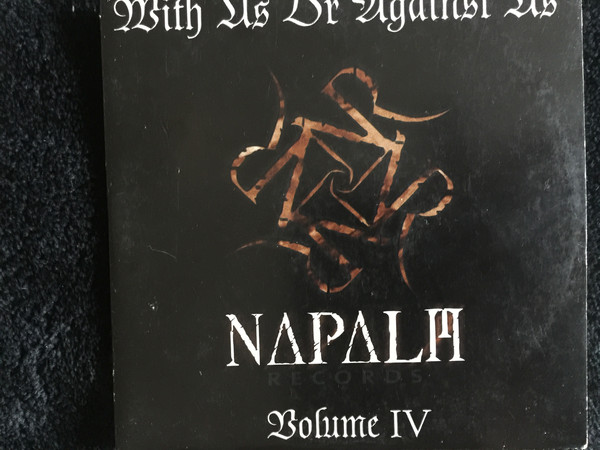 With Us Or Against Us
NAPALM
RECORDS
Volume IV